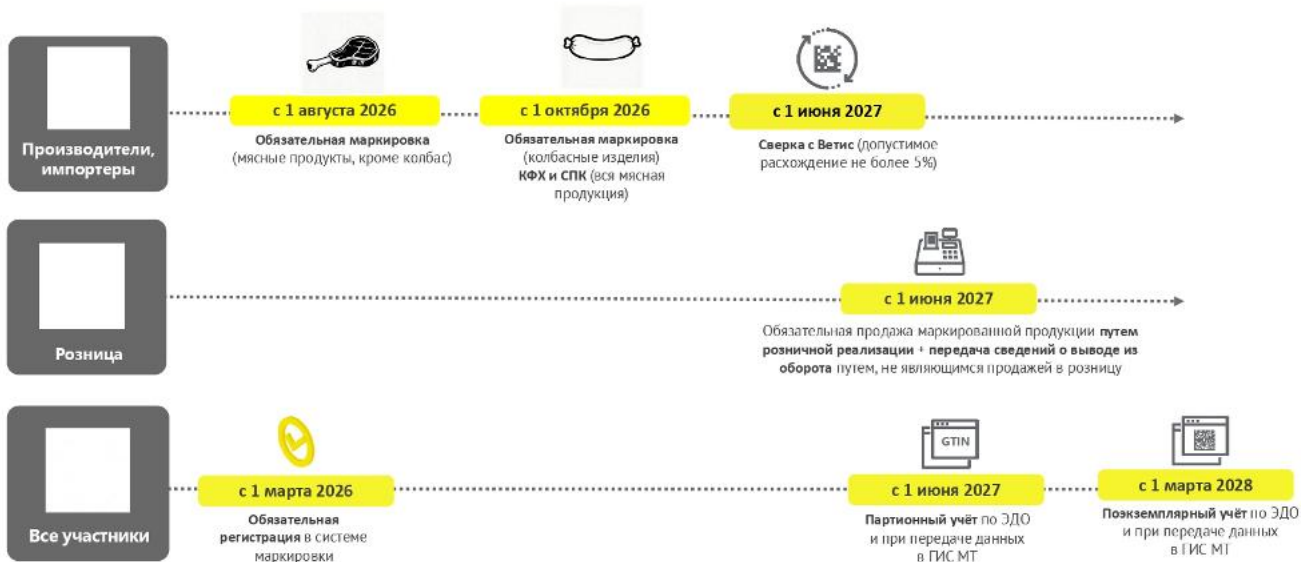 Производители,
импортеры
с 1 августа 2026
Обязательная маркировка
(мясные продукты, кроме колбас)
с 1 октября 2026
Обязательная маркировка
(колбасные изделия)
КФХ и СПК (вся мясная
продукция)
с 1 июня 2027
Сверка с Ветис (допустимое
расхождение не более 5%)
Розница
с 1 июня 2027
Обязательная продажа маркированной продукции путем
розничной реализации + передача сведений о выводе из
оборота путем, не являющимся продажей в розницу
Все участники
с 1 марта 2026
Обязательная
регистрация в системе
маркировки
GTIN
с 1 июня 2027
Партионный учёт по ЭДО
и при передаче данных
в ГИС МТ
с 1 марта 2028
Поэкземплярный учёт по ЭДО
и при передаче данных
в ГИС МТ